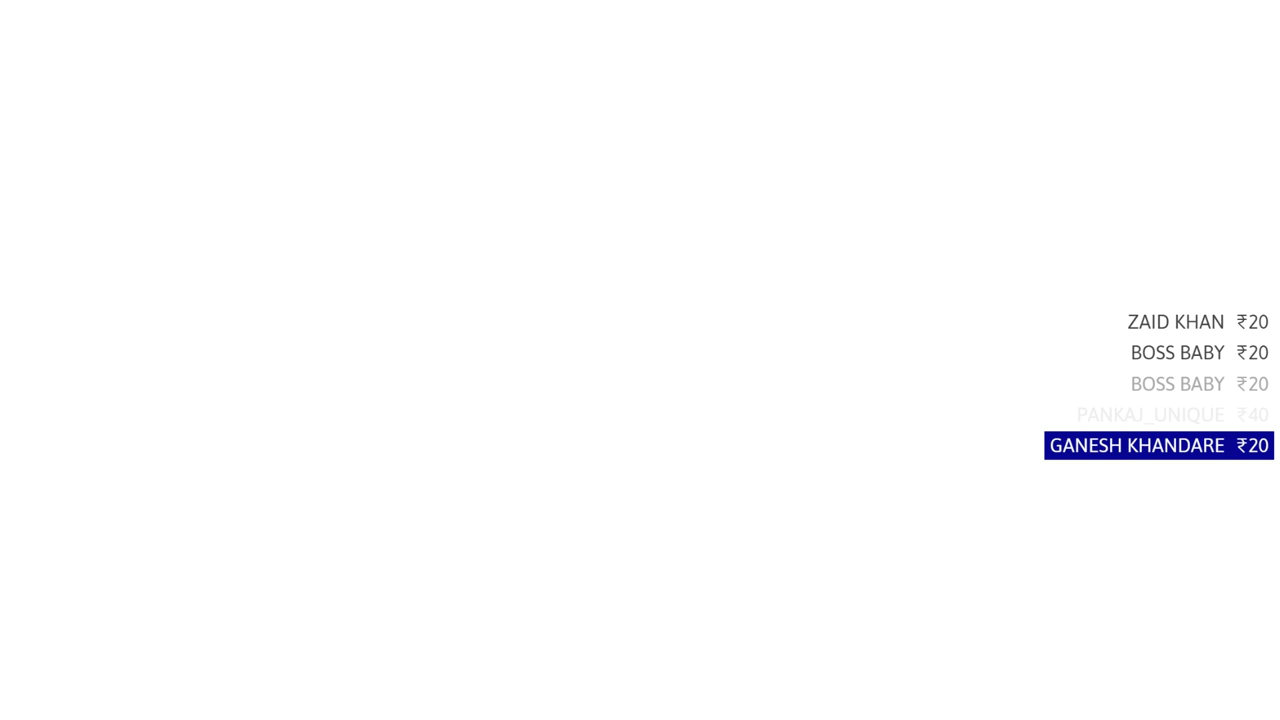 ZAID KHAN ₹20
BOSS BABY ₹20
BOSS BABY ₹20
PANKAJ_UNIQUE ₹40
GANESH KHANDARE ₹20